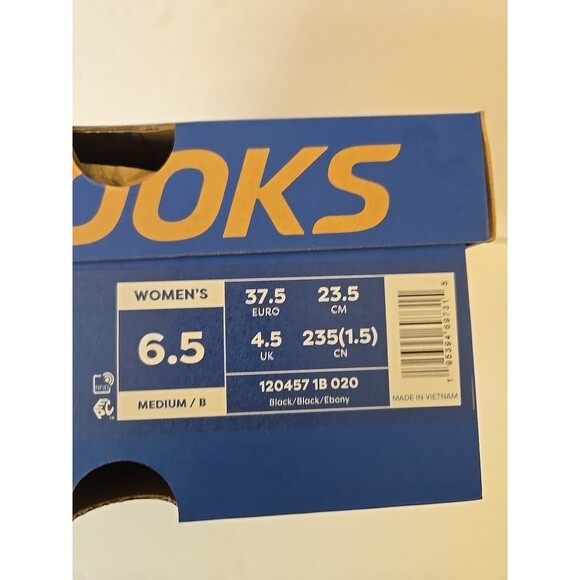 OOKS
WOMEN'S
6.5
MEDIUM / B
37.5
EURO
23.5
CM
4.5
UK
235(1.5)
CN
120457 1B 020
Black/Black/Ebony
MADE IN VIETNAM